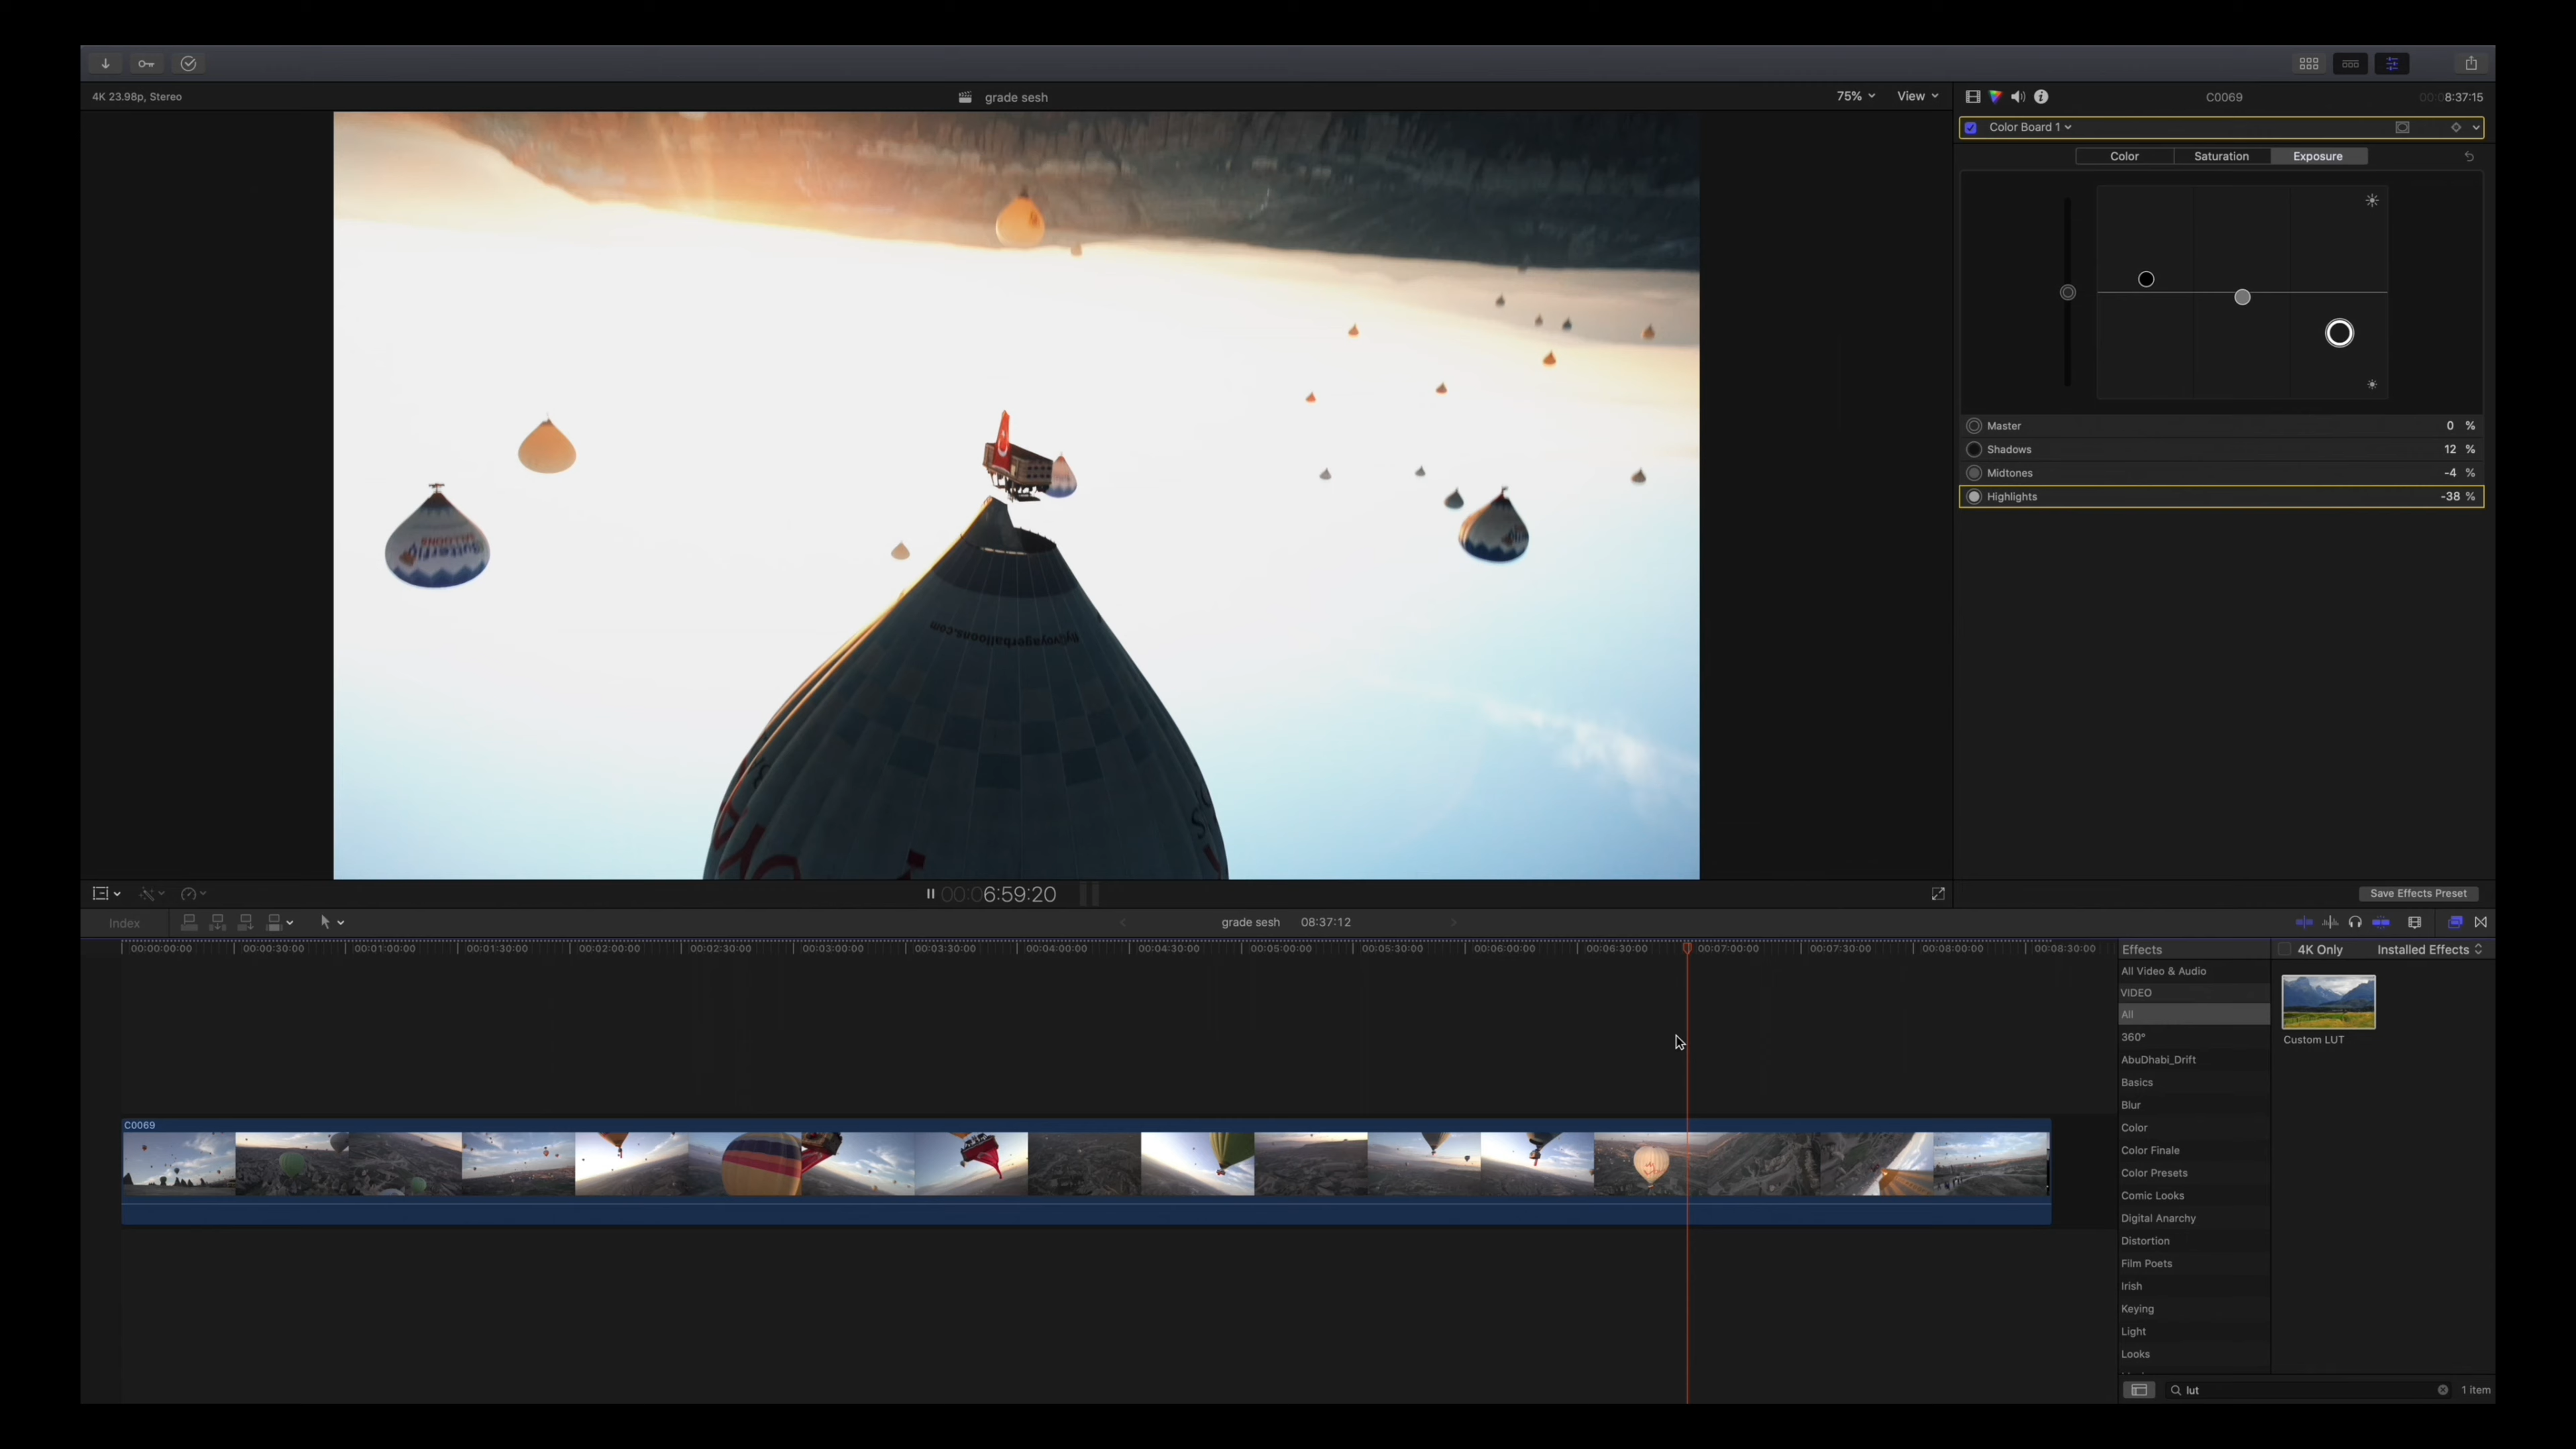 4K 23.98p, Stereo
grade sesh
75%
View
C0069
00:0 8:37:15
Color Board 1
Color
Saturation
Exposure
Master 0 %
Shadows 12 %
Midtones -4 %
Highlights -38 %
Butterfly
voyagerballoons.com
00:0 6:59:20
Save Effects Preset
Index
grade sesh
08:37:12
00:00:00:00
00:00:30:00
00:01:00:00
00:01:30:00
00:02:00:00
00:02:30:00
00:03:00:00
00:03:30:00
00:04:00:00
00:04:30:00
00:05:00:00
00:05:30:00
00:06:00:00
00:06:30:00
00:07:00:00
00:07:30:00
00:08:00:00
00:08:30:00
Effects
4K Only
Installed Effects
All Video & Audio
VIDEO
All
360°
AbuDhabi_Drift
Basics
Blur
Color
Color Finale
Color Presets
Comic Looks
Digital Anarchy
Distortion
Film Poets
Irish
Keying
Light
Looks
Custom LUT
C0069
lut
1 item